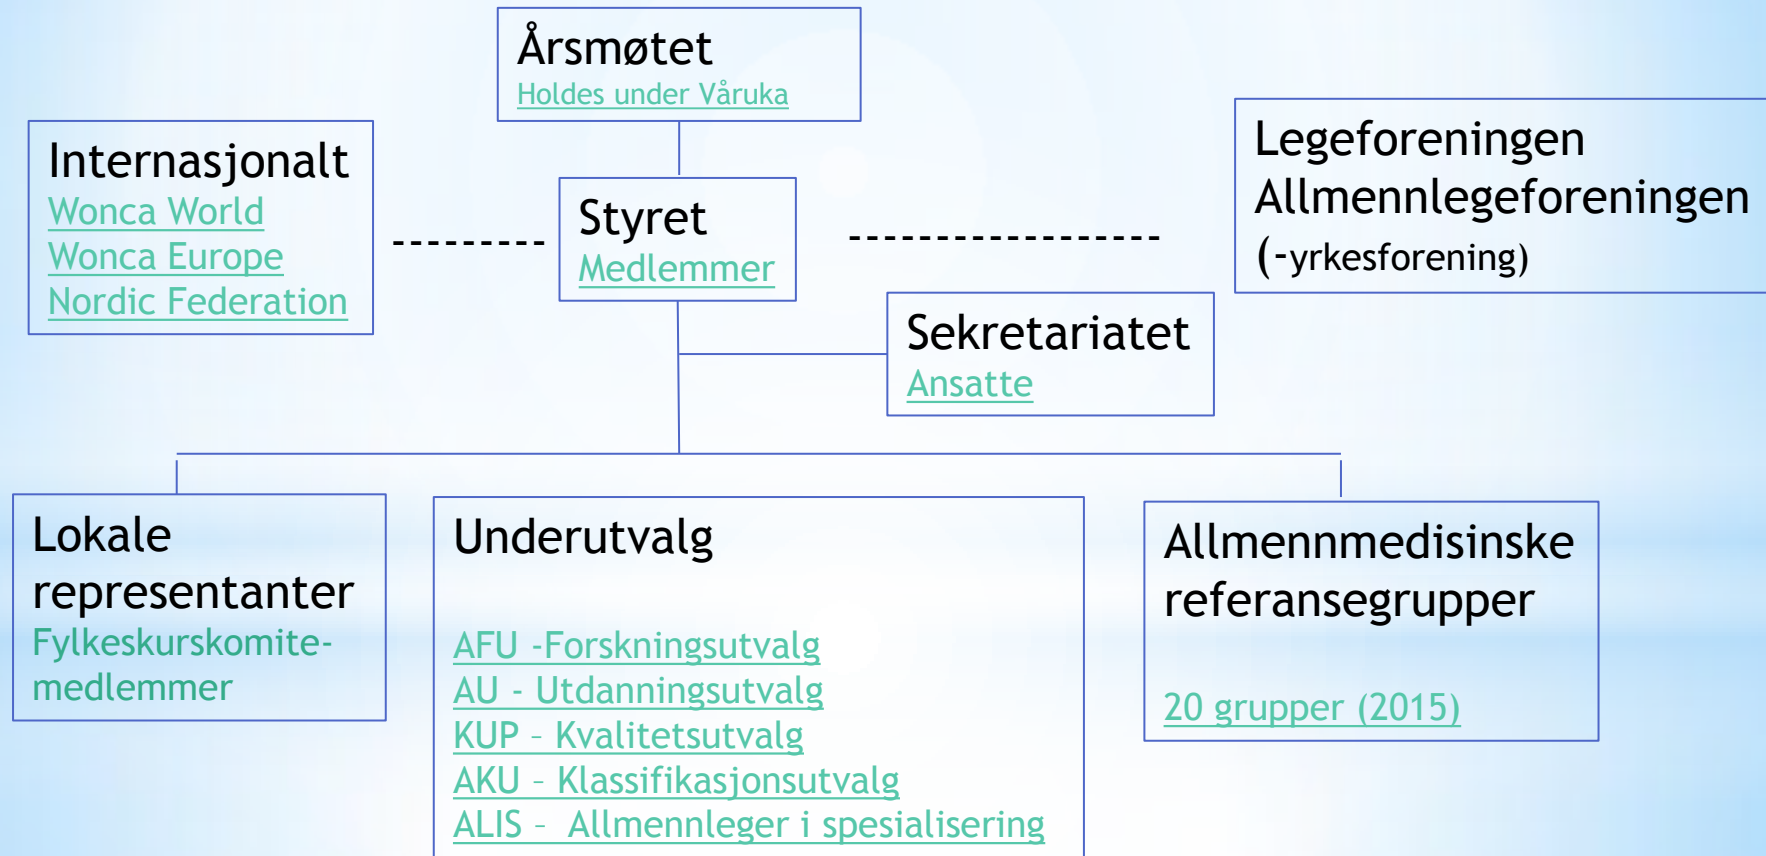 Årsmøtet
Holdes under Våruka
Internasjonalt
Wonca World
Wonca Europe
Nordic Federation
Styret
Medlemmer
Legeforeningen
Allmennlegeforeningen
(-yrkesforening)
Sekretariatet
Ansatte
Lokale
representanter
Fylkeskurskomite-
medlemmer
Underutvalg
AFU -Forskningsutvalg
AU - Utdanningsutvalg
KUP – Kvalitetsutvalg
AKU – Klassifikasjonsutvalg
ALIS – Allmennleger i spesialisering
Allmennmedisinske
referansegrupper
20 grupper (2015)